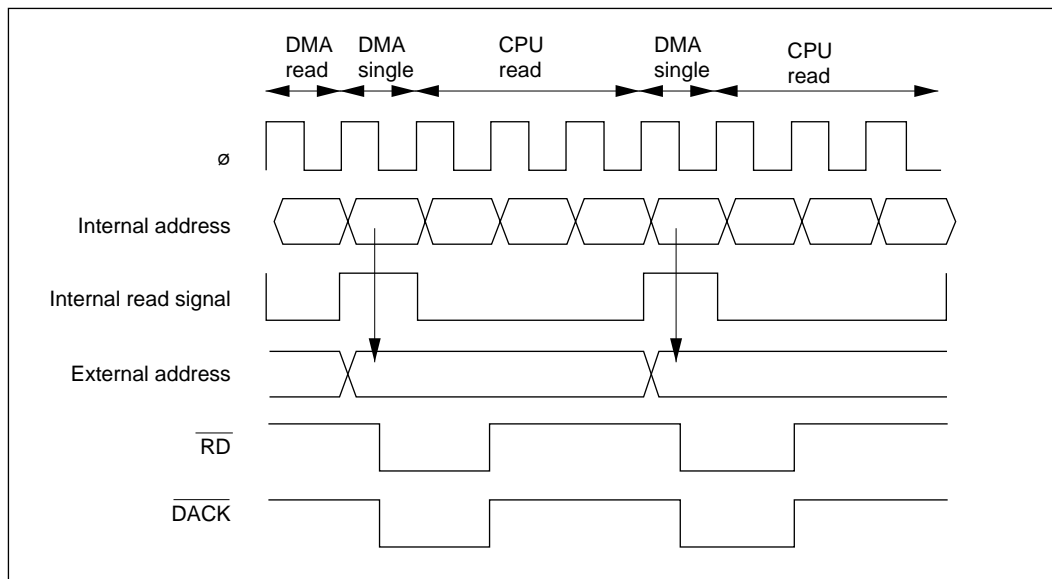 DMA read
DMA single
CPU read
DMA single
CPU read
ø
Internal address
Internal read signal
External address
RD
DACK